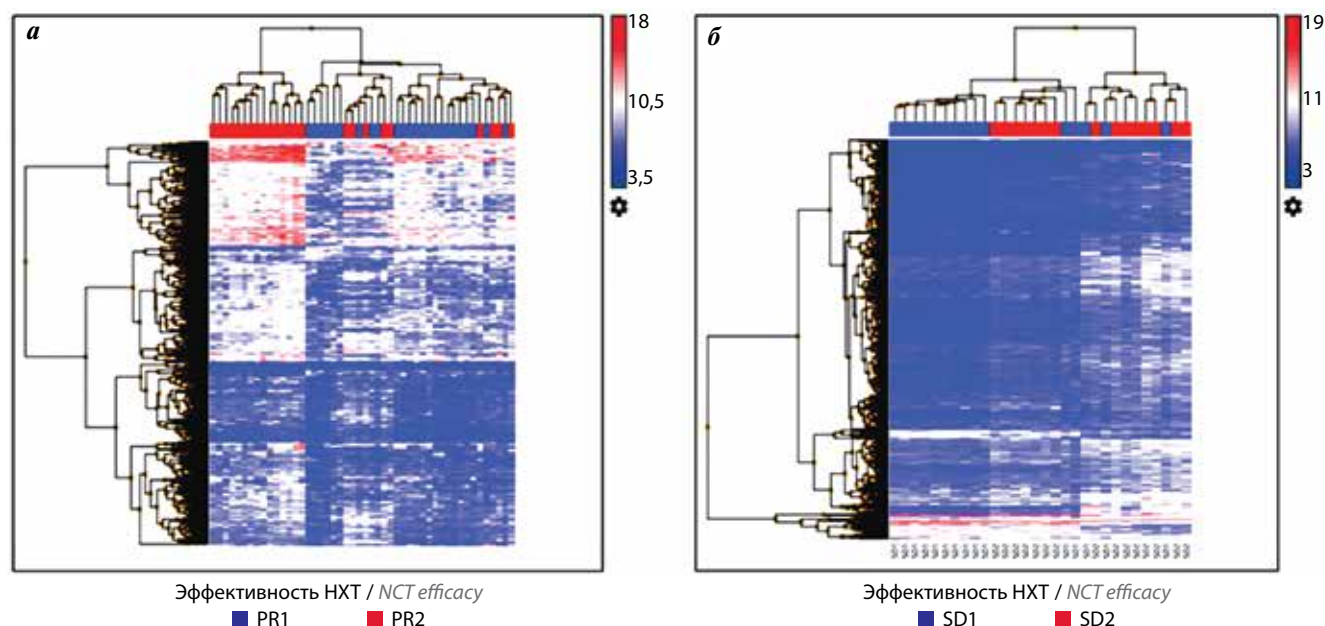 а
18
10,5
3,5
Эффективность НХТ / NCT efficacy
PR1 PR2
б
19
11
3
Эффективность НХТ / NCT efficacy
SD1 SD2